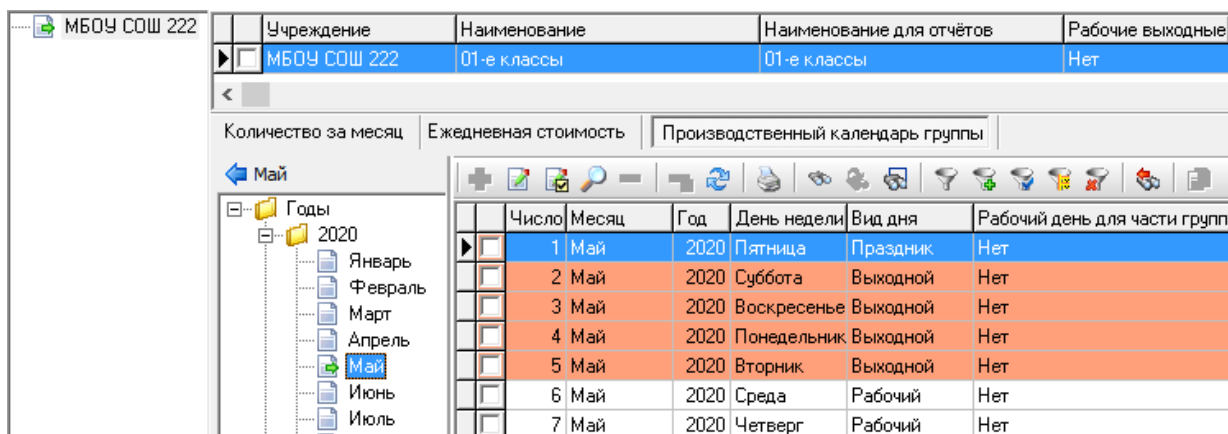 МБОУ СОШ 222
Учреждение Наименование Наименование для отчётов Рабочие выходные
МБОУ СОШ 222 01-е классы 01-е классы Нет
Количество за месяц Ежедневная стоимость Производственный календарь группы
Май
Годы
2020
Январь
Февраль
Март
Апрель
Май
Июнь
Июль
Число Месяц Год День недели Вид дня Рабочий день для части групп
1 Май 2020 Пятница Праздник Нет
2 Май 2020 Суббота Выходной Нет
3 Май 2020 Воскресенье Выходной Нет
4 Май 2020 Понедельник Выходной Нет
5 Май 2020 Вторник Выходной Нет
6 Май 2020 Среда Рабочий Нет
7 Май 2020 Четверг Рабочий Нет